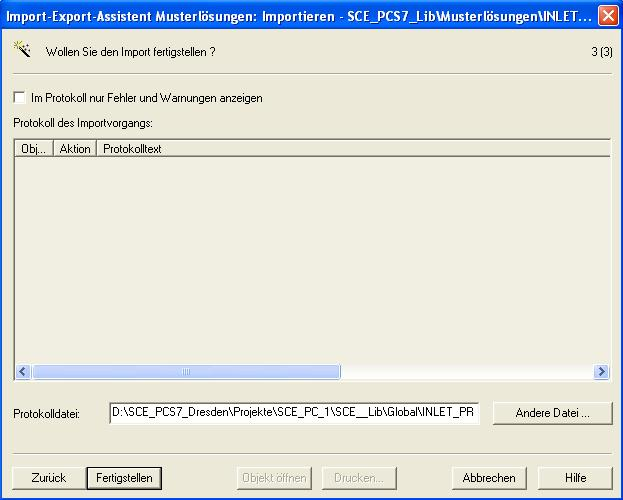 Import-Export-Assistent Musterlösungen: Importieren - SCE_PCS7_Lib\Musterlösungen\INLET...
Wollen Sie den Import fertigstellen ?
3 (3)
Im Protokoll nur Fehler und Warnungen anzeigen
Protokoll des Importvorgangs:
Obj... Aktion Protokolltext
Protokolldatei: D:\SCE_PCS7_Dresden\Projekte\SCE_PC_1\SCE__Lib\Global\INLET_PR Andere Datei ...
Zurück Fertigstellen Objekt öffnen Drucken... Abbrechen Hilfe